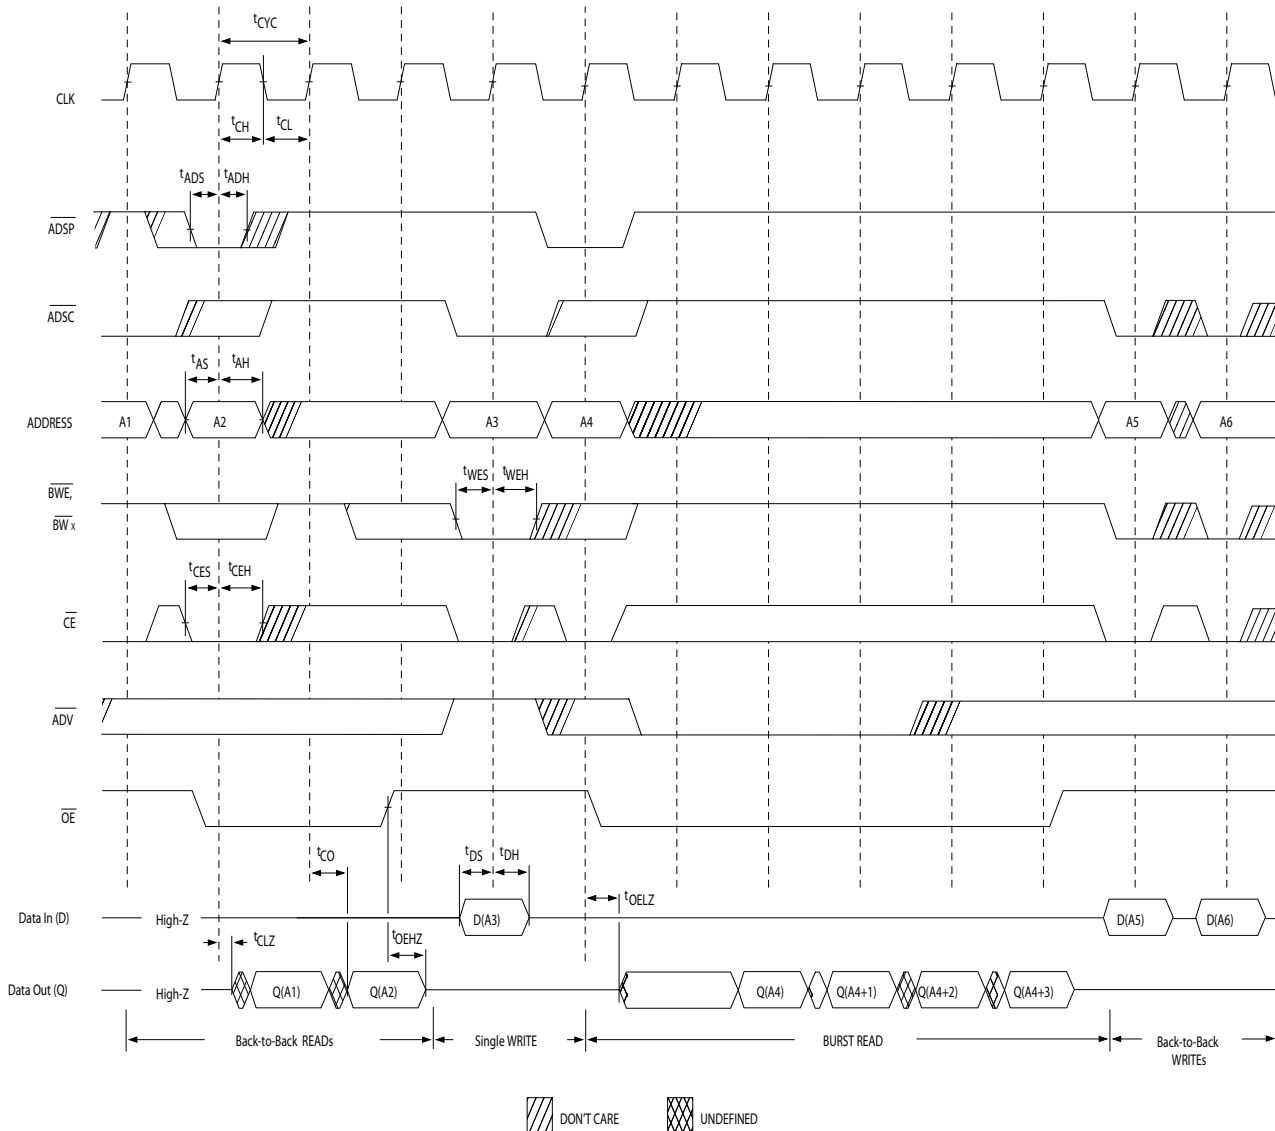 tCYC
CLK
tCH tCL
tADS tADH
ADSP
ADSC
tAS tAH
ADDRESS A1 A2 A3 A4 A5 A6
tWES tWEH
BWE,
BW x
tCES tCEH
CE
ADV
OE
tCO tDS tDH
tOELZ
Data In (D) High-Z D(A3) D(A5) D(A6)
tCLZ tOEHZ
Data Out (Q) High-Z Q(A1) Q(A2) Q(A4) Q(A4+1) Q(A4+2) Q(A4+3)
Back-to-Back READs Single WRITE BURST READ Back-to-Back
WRITEs
DON'T CARE UNDEFINED